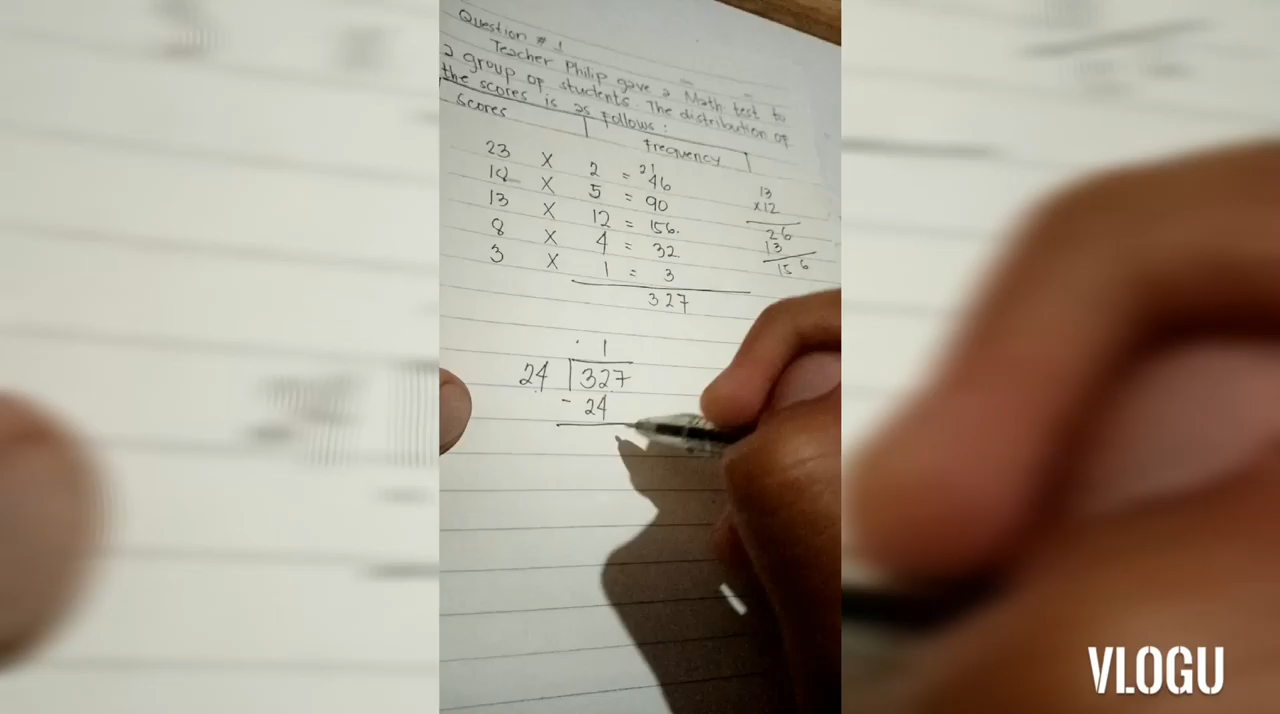 Question # 1
Teacher Philip gave a Math test to
a group of students. The distribution of
the scores is as follows:
Scores | Frequency |
23 X 2 = 46
18 X 5 = 90
13 X 12 = 156.
8 X 4 = 32
3 X 1 = 3
327
21
13
x12
26
13
156
1
24 327
- 24
VLOGU